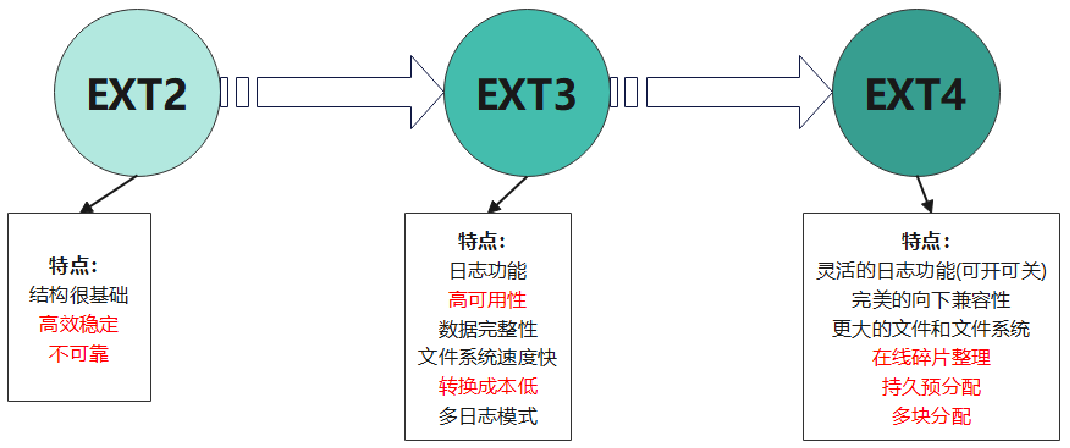 EXT2
EXT3
EXT4
特点：
结构很基础
高效稳定
不可靠
特点：
日志功能
高可用性
数据完整性
文件系统速度快
转换成本低
多日志模式
特点：
灵活的日志功能(可开可关)
完美的向下兼容性
更大的文件和文件系统
在线碎片整理
持久预分配
多块分配